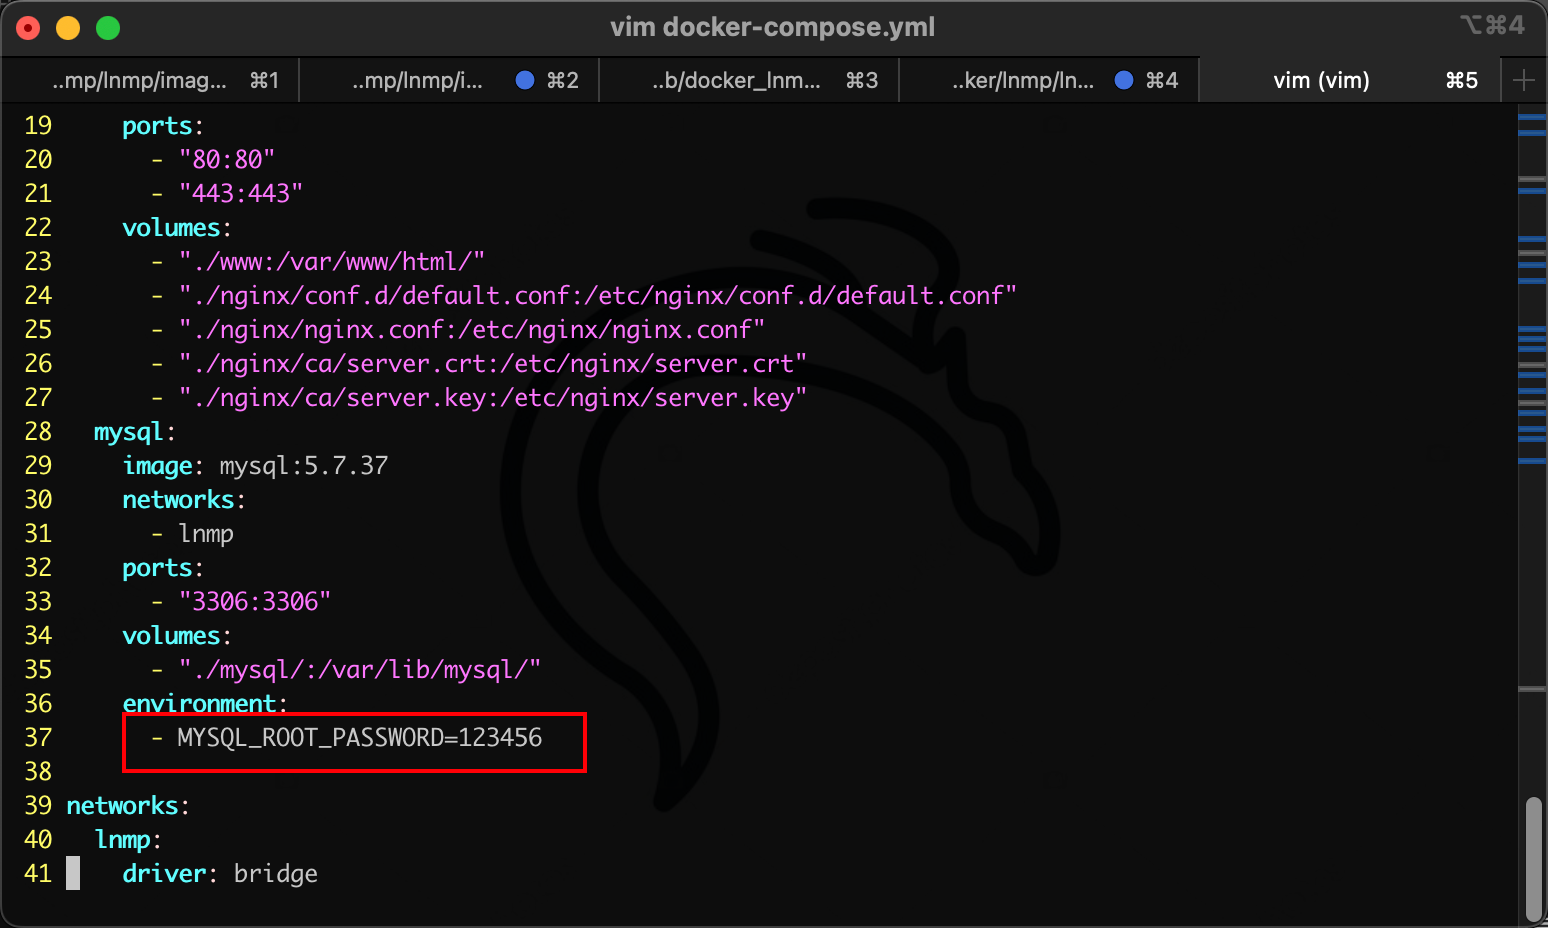 vim docker-compose.yml
⌥⌘4
..mp/lnmp/imag... ⌘1
..mp/lnmp/i... ⌘2
..b/docker_lnm... ⌘3
..ker/lnmp/ln... ⌘4
vim (vim) ⌘5
19     ports:
20       - "80:80"
21       - "443:443"
22     volumes:
23       - "./www:/var/www/html/"
24       - "./nginx/conf.d/default.conf:/etc/nginx/conf.d/default.conf"
25       - "./nginx/nginx.conf:/etc/nginx/nginx.conf"
26       - "./nginx/ca/server.crt:/etc/nginx/server.crt"
27       - "./nginx/ca/server.key:/etc/nginx/server.key"
28   mysql:
29     image: mysql:5.7.37
30     networks:
31       - lnmp
32     ports:
33       - "3306:3306"
34     volumes:
35       - "./mysql/:/var/lib/mysql/"
36     environment:
37       - MYSQL_ROOT_PASSWORD=123456
38
39 networks:
40   lnmp:
41     driver: bridge